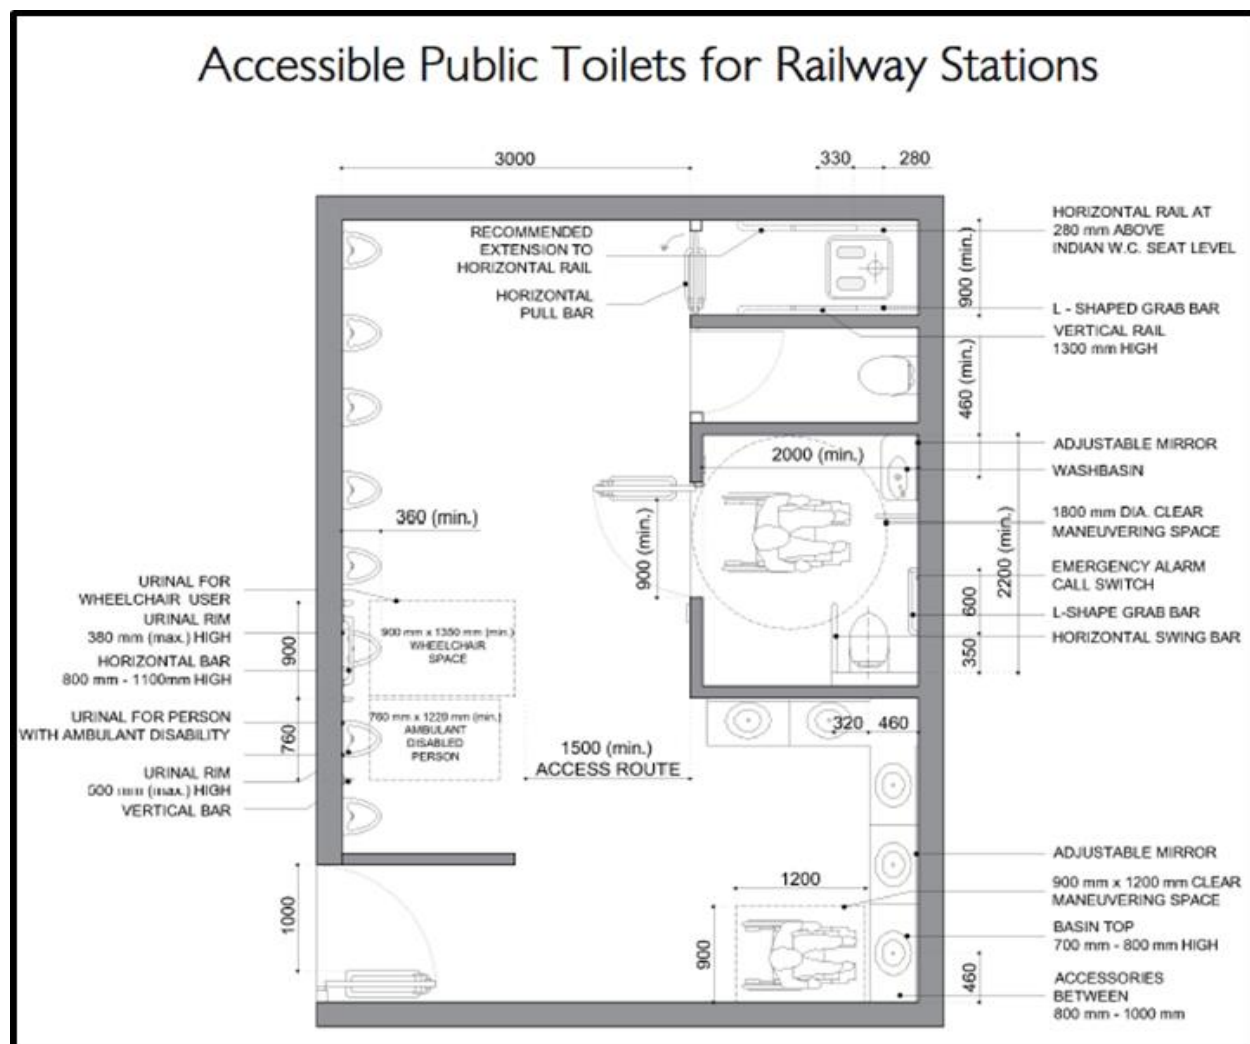 Accessible Public Toilets for Railway Stations
3000
330
280
RECOMMENDED
EXTENSION TO
HORIZONTAL RAIL
HORIZONTAL
PULL BAR
900 (min.)
HORIZONTAL RAIL AT
280 mm ABOVE
INDIAN W.C. SEAT LEVEL
L - SHAPED GRAB BAR
VERTICAL RAIL
1300 mm HIGH
460 (min.)
2000 (min.)
ADJUSTABLE MIRROR
WASHBASIN
1800 mm DIA. CLEAR
MANEUVERING SPACE
EMERGENCY ALARM
CALL SWITCH
L-SHAPE GRAB BAR
HORIZONTAL SWING BAR
2200 (min.)
600
350
900 (min.)
360 (min.)
URINAL FOR
WHEELCHAIR USER
URINAL RIM
380 mm (max.) HIGH
HORIZONTAL BAR
800 mm - 1100mm HIGH
URINAL FOR PERSON
WITH AMBULANT DISABILITY
URINAL RIM
500 mm (max.) HIGH
VERTICAL BAR
900
760
900 mm x 1350 mm (min.)
WHEELCHAIR
SPACE
760 mm x 1220 mm (min.)
AMBULANT
DISABLED
PERSON
1500 (min.)
ACCESS ROUTE
320
460
1000
1200
900
460
ADJUSTABLE MIRROR
900 mm x 1200 mm CLEAR
MANEUVERING SPACE
BASIN TOP
700 mm - 800 mm HIGH
ACCESSORIES
BETWEEN
800 mm - 1000 mm